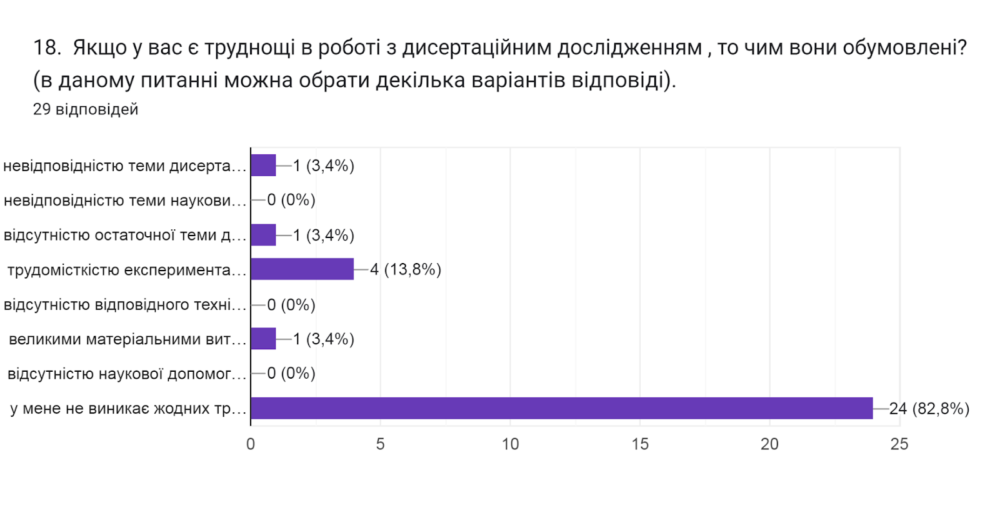 18.  Якщо у вас є труднощі в роботі з дисертаційним дослідженням , то чим вони обумовлені?
(в даному питанні можна обрати декілька варіантів відповіді).
29 відповідей
невідповідністю теми дисерта… 1 (3,4%)
невідповідністю теми наукови… 0 (0%)
відсутністю остаточної теми д… 1 (3,4%)
трудомісткістю експеримента… 4 (13,8%)
відсутністю відповідного техні… 0 (0%)
великими матеріальними вит… 1 (3,4%)
відсутністю наукової допомог… 0 (0%)
у мене не виникає жодних тр… 24 (82,8%)
0 5 10 15 20 25